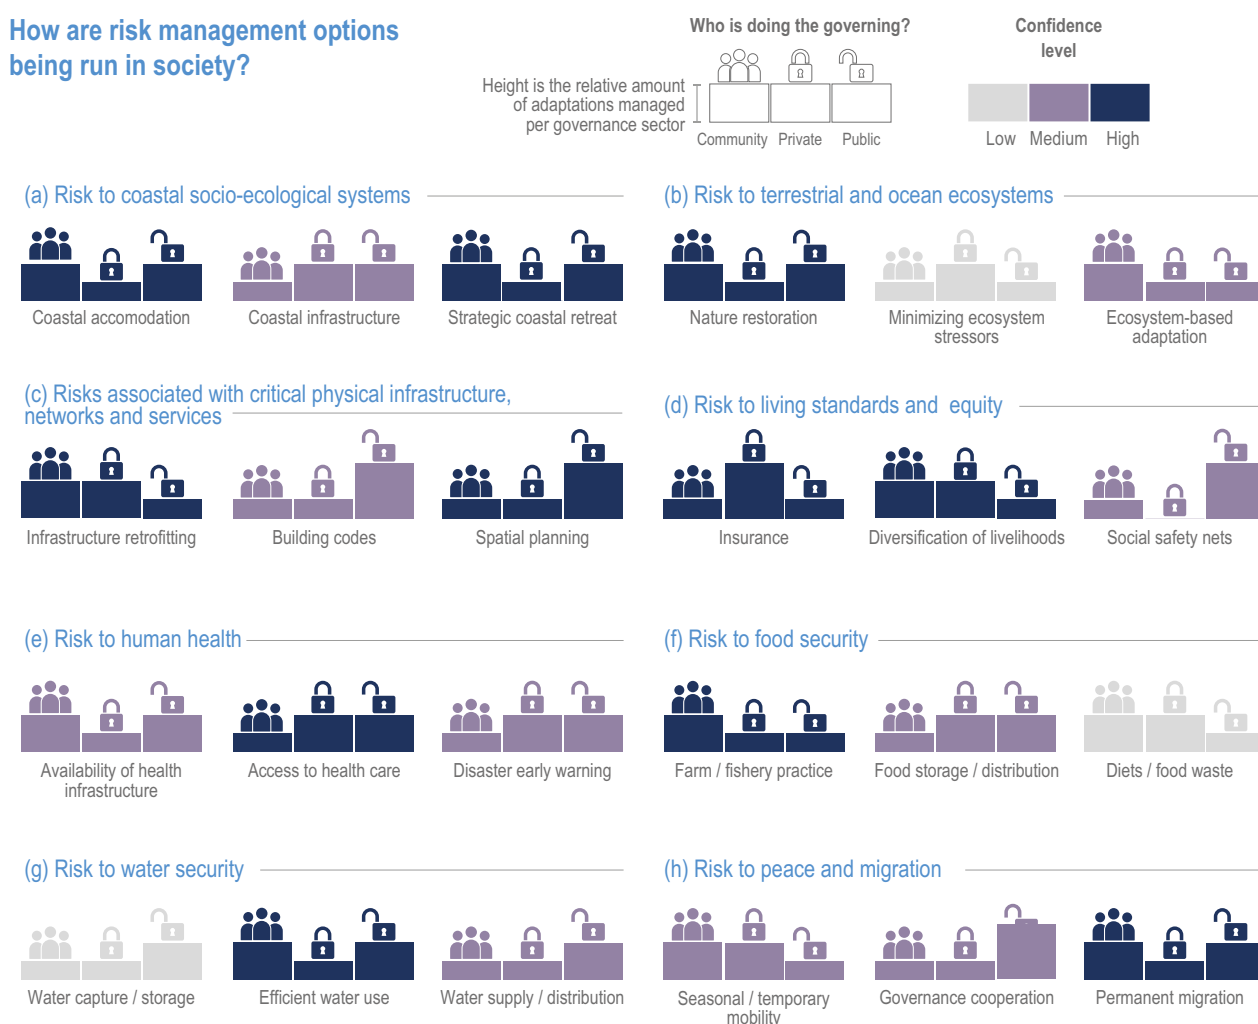 How are risk management options
being run in society?
Who is doing the governing?
Height is the relative amount
of adaptations managed
per governance sector
Community Private Public
Confidence
level
Low Medium High
(a) Risk to coastal socio-ecological systems
Coastal accomodation
Coastal infrastructure
Strategic coastal retreat
(b) Risk to terrestrial and ocean ecosystems
Nature restoration
Minimizing ecosystem
stressors
Ecosystem-based
adaptation
(c) Risks associated with critical physical infrastructure,
networks and services
Infrastructure retrofitting
Building codes
Spatial planning
(d) Risk to living standards and equity
Insurance
Diversification of livelihoods
Social safety nets
(e) Risk to human health
Availability of health
infrastructure
Access to health care
Disaster early warning
(f) Risk to food security
Farm / fishery practice
Food storage / distribution
Diets / food waste
(g) Risk to water security
Water capture / storage
Efficient water use
Water supply / distribution
(h) Risk to peace and migration
Seasonal / temporary
mobility
Governance cooperation
Permanent migration